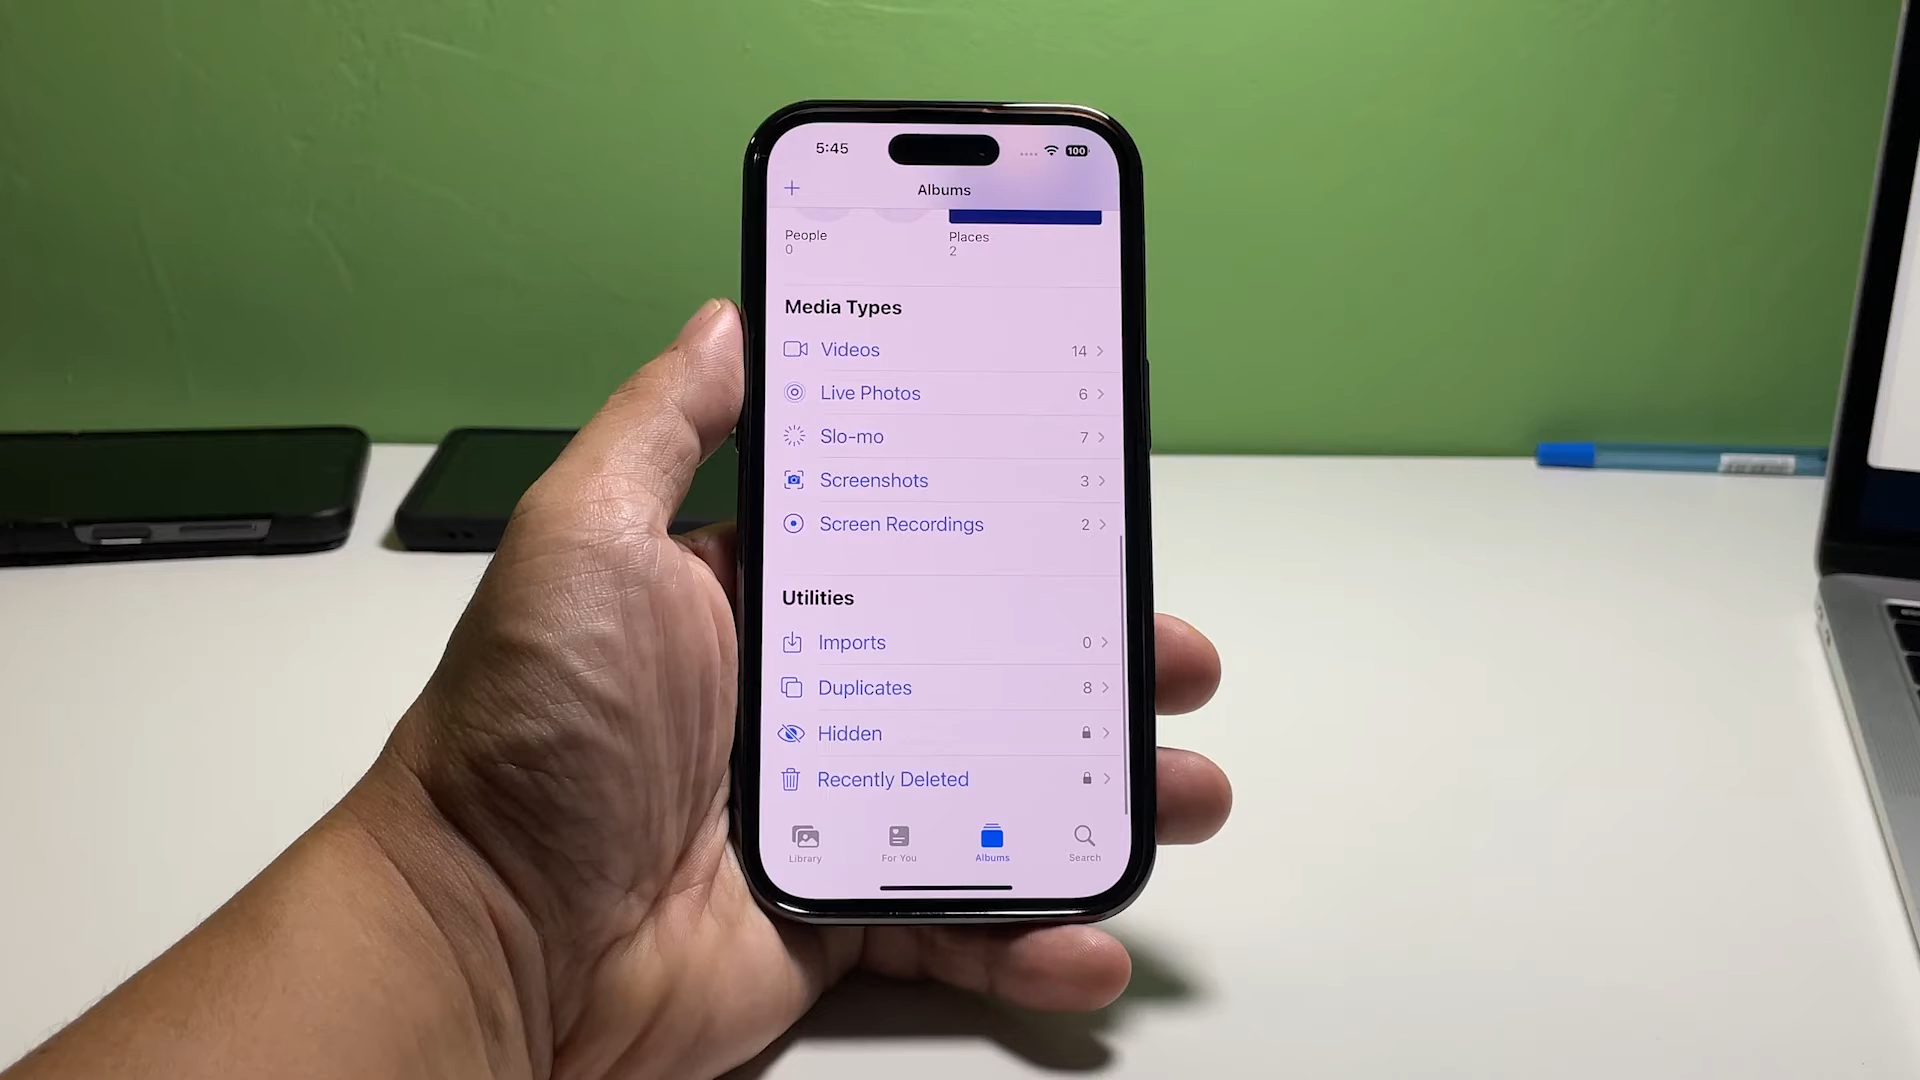 5:45
100
Albums
People
0
Places
2
Media Types
Videos 14
Live Photos 6
Slo-mo 7
Screenshots 3
Screen Recordings 2
Utilities
Imports 0
Duplicates 8
Hidden
Recently Deleted
Library
For You
Albums
Search